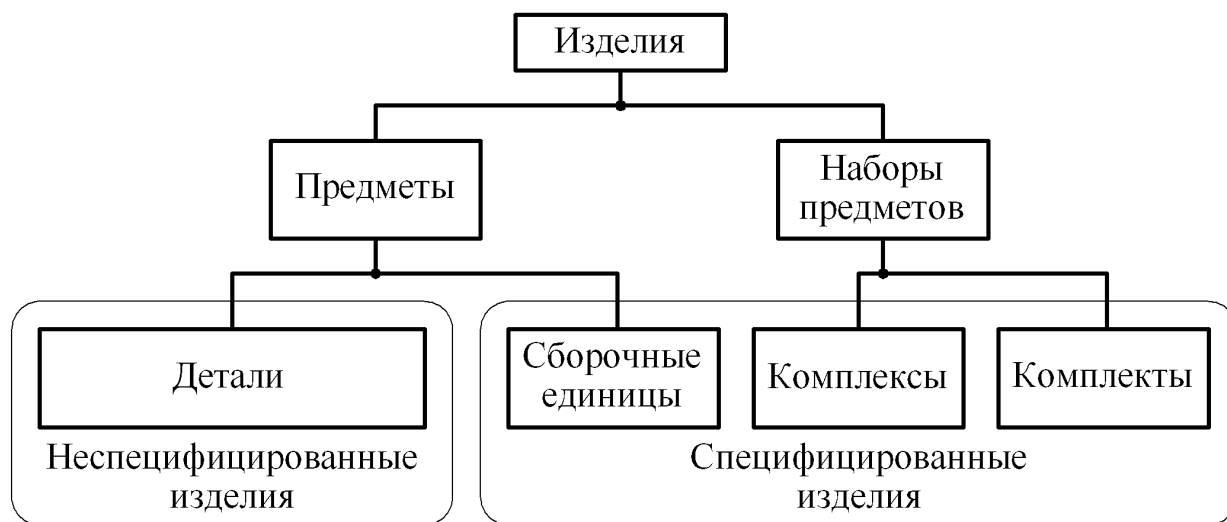 Изделия
Предметы
Наборы
предметов
Детали
Сборочные
единицы
Комплексы
Комплекты
Неспецифицированные
изделия
Специфицированные
изделия